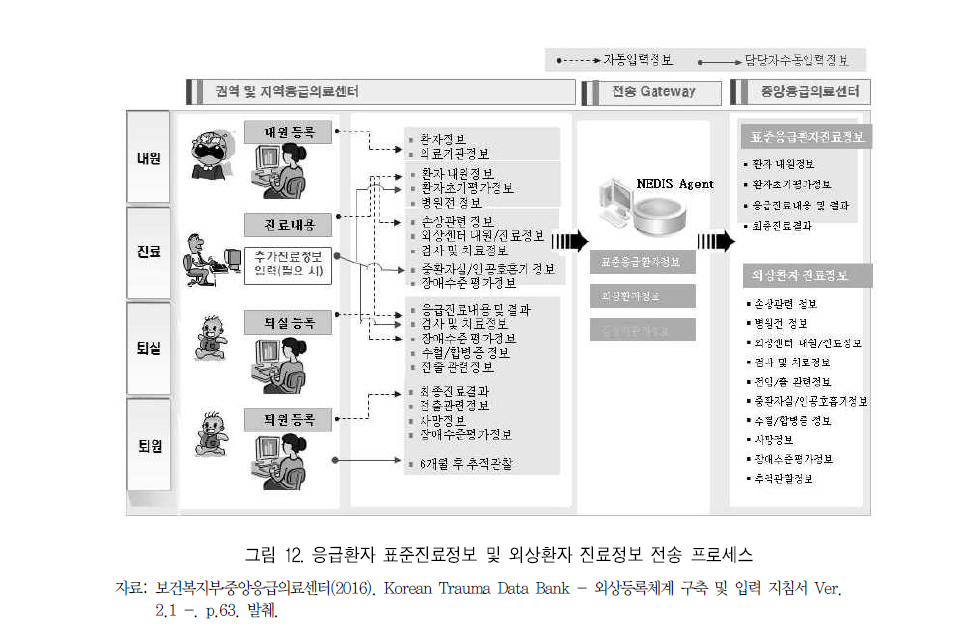 자동입력정보
담당자수동입력정보
권역 및 지역응급의료센터
전송 Gateway
중앙응급의료센터
내원
내원등록
▪ 환자정보
▪ 의료기관정보
▪ 환자 내원정보
▪ 환자초기평가정보
▪ 병원전 정보
진료
진료내용
추가진료정보
입력(필요 시)
▪ 손상관련 정보
▪ 외상센터 내원/진료정보
▪ 검사 및 치료정보
▪ 중환자실/인공호흡기 정보
▪ 장애수준평가정보
퇴실
퇴실등록
▪ 응급진료내용 및 결과
▪ 검사 및 치료정보
▪ 장애수준평가정보
▪ 수혈/합병증 정보
▪ 전출 관련정보
퇴원
퇴원등록
▪ 최종진료결과
▪ 전출관련정보
▪ 사망정보
▪ 장애수준평가정보
▪ 6개월 후 추적관찰
NEDIS Agent
표준응급환자정보
외상환자정보
표준응급환자진료정보
▪ 환자 내원정보
▪ 환자초기평가정보
▪ 응급진료내용 및 결과
▪ 최종진료결과
외상환자 진료정보
▪ 손상관련 정보
▪ 병원전 정보
▪ 외상센터 내원/진료정보
▪ 검사 및 치료정보
▪ 전입/출 관련정보
▪ 중환자실/인공호흡기정보
▪ 수혈/합병증 정보
▪ 사망정보
▪ 장애수준평가정보
▪ 추적관찰정보
그림 12. 응급환자 표준진료정보 및 외상환자 진료정보 전송 프로세스
자료: 보건복지부·중앙응급의료센터(2016). Korean Trauma Data Bank - 외상등록체계 구축 및 입력 지침서 Ver.
2.1 -. p.63. 발췌.